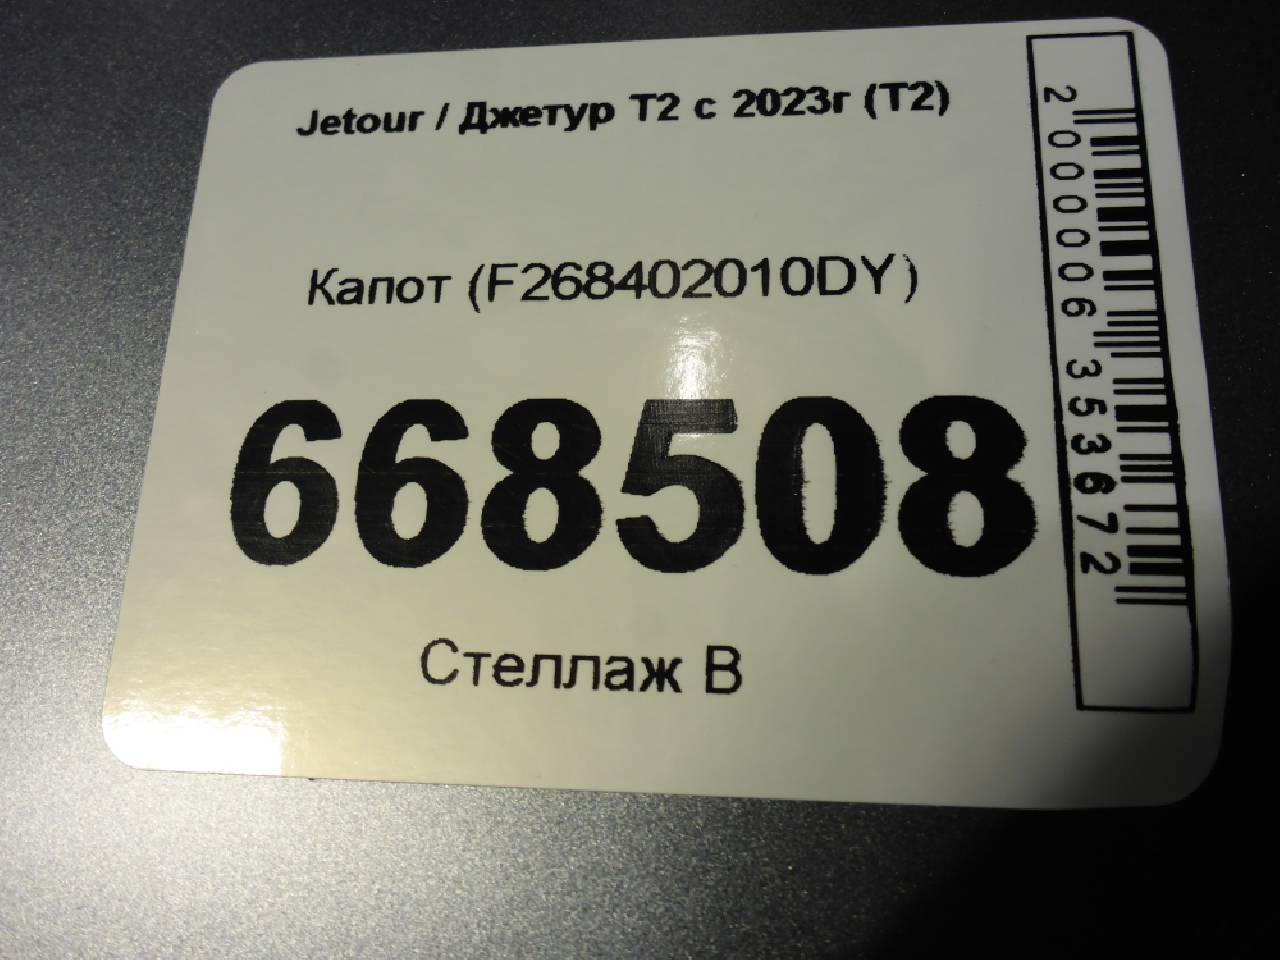 Jetour / Джетур T2 с 2023г (T2)
Капот (F268402010DY)
668508
Стеллаж В
2000006353672